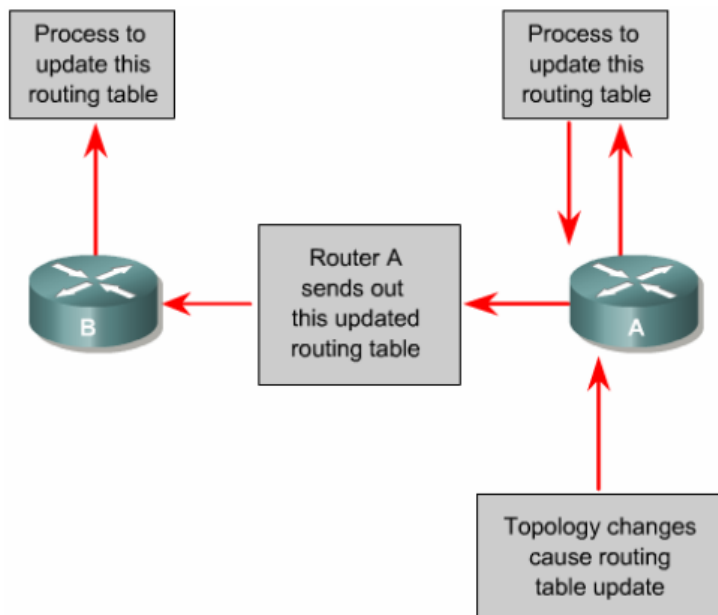 Process to
update this
routing table
Process to
update this
routing table
Router A
sends out
this updated
routing table
B
A
Topology changes
cause routing
table update